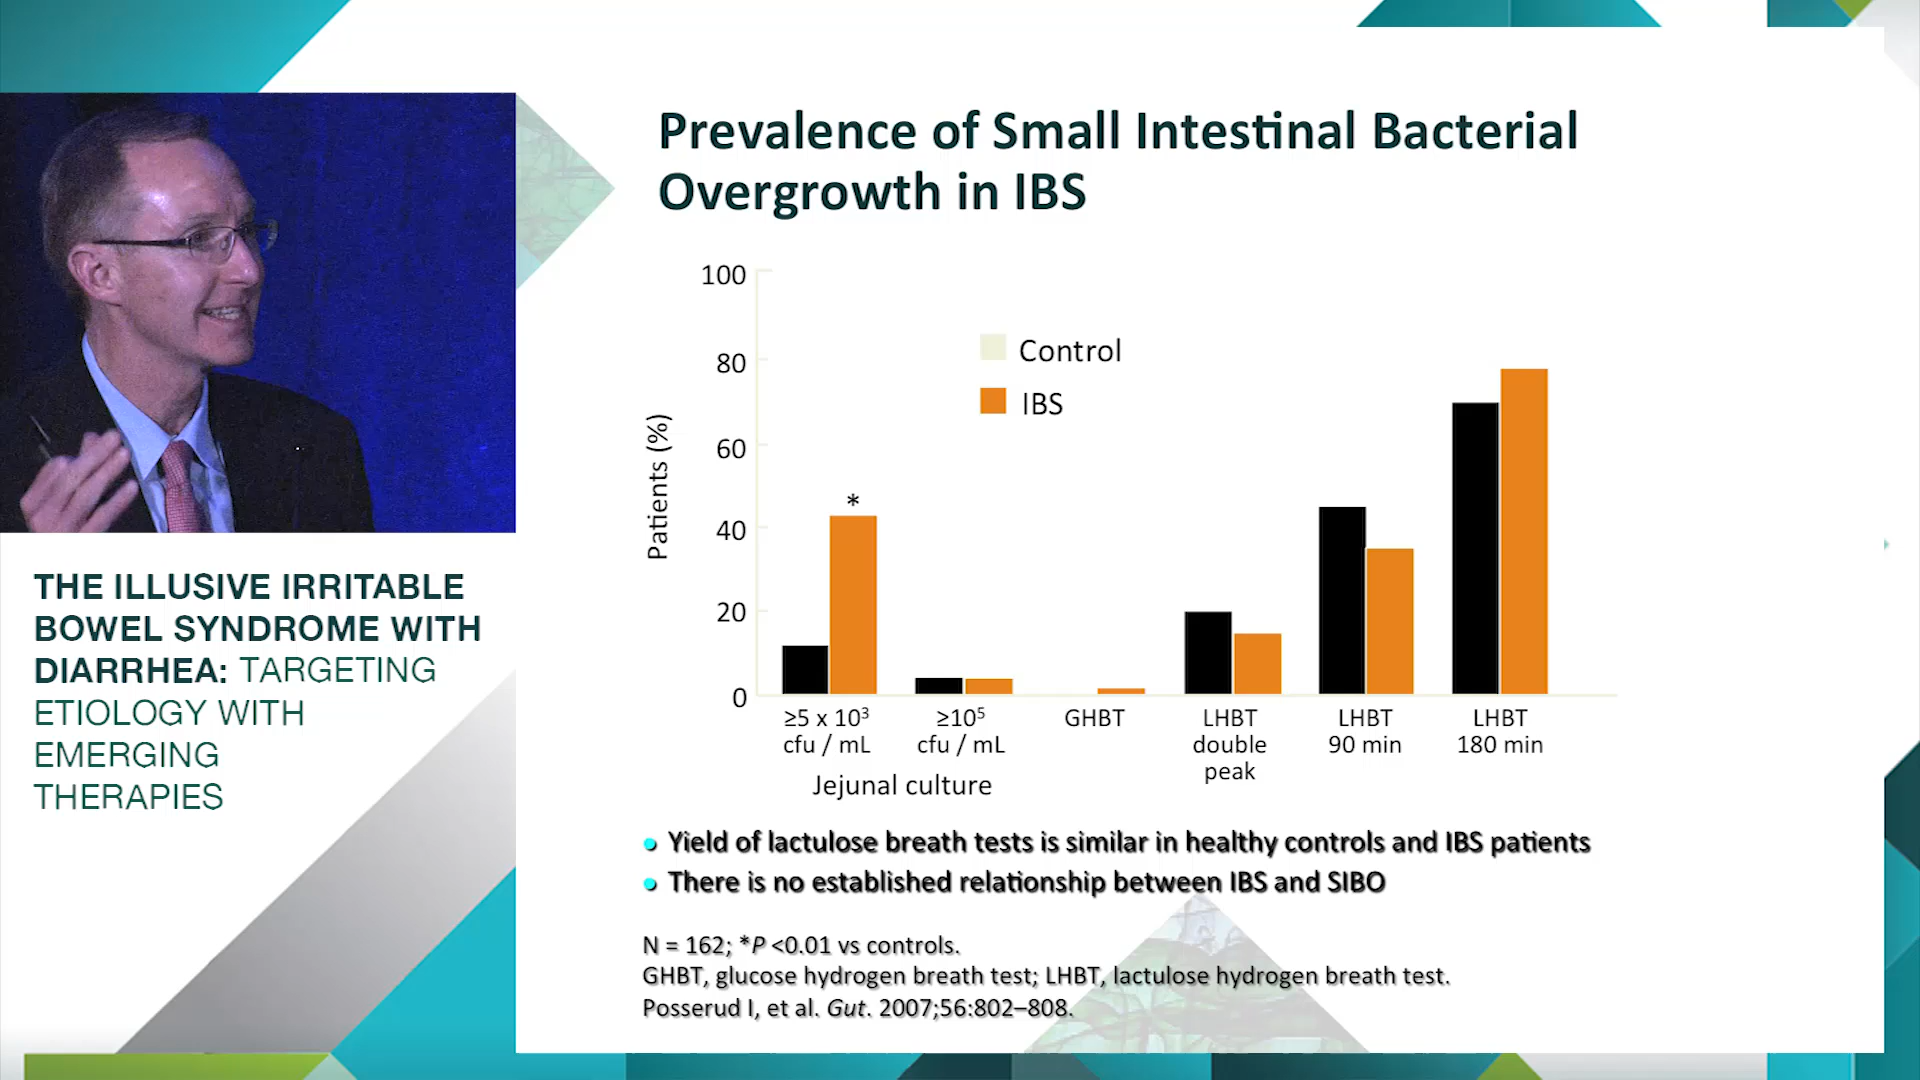 THE ILLUSIVE IRRITABLE
BOWEL SYNDROME WITH
DIARRHEA: TARGETING
ETIOLOGY WITH
EMERGING
THERAPIES
Prevalence of Small Intestinal Bacterial
Overgrowth in IBS
Patients (%)
100
80
60
40
20
0
Control
IBS
*
≥5 x 10³
cfu / mL
≥10⁵
cfu / mL
Jejunal culture
GHBT
LHBT
double
peak
LHBT
90 min
LHBT
180 min
• Yield of lactulose breath tests is similar in healthy controls and IBS patients
• There is no established relationship between IBS and SIBO
N = 162; *P <0.01 vs controls.
GHBT, glucose hydrogen breath test; LHBT, lactulose hydrogen breath test.
Posserud I, et al. Gut. 2007;56:802–808.